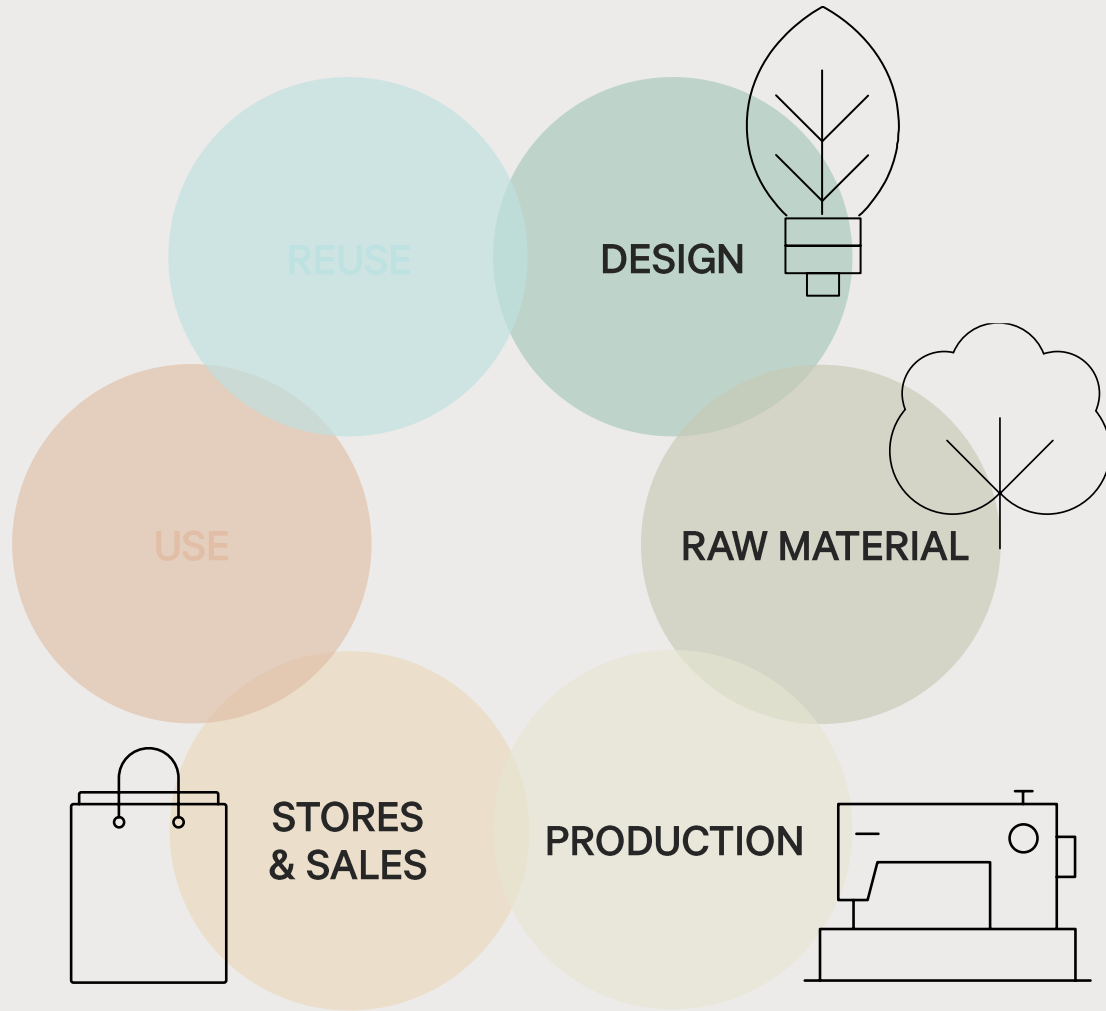 REUSE
DESIGN
USE
RAW MATERIAL
STORES
& SALES
PRODUCTION